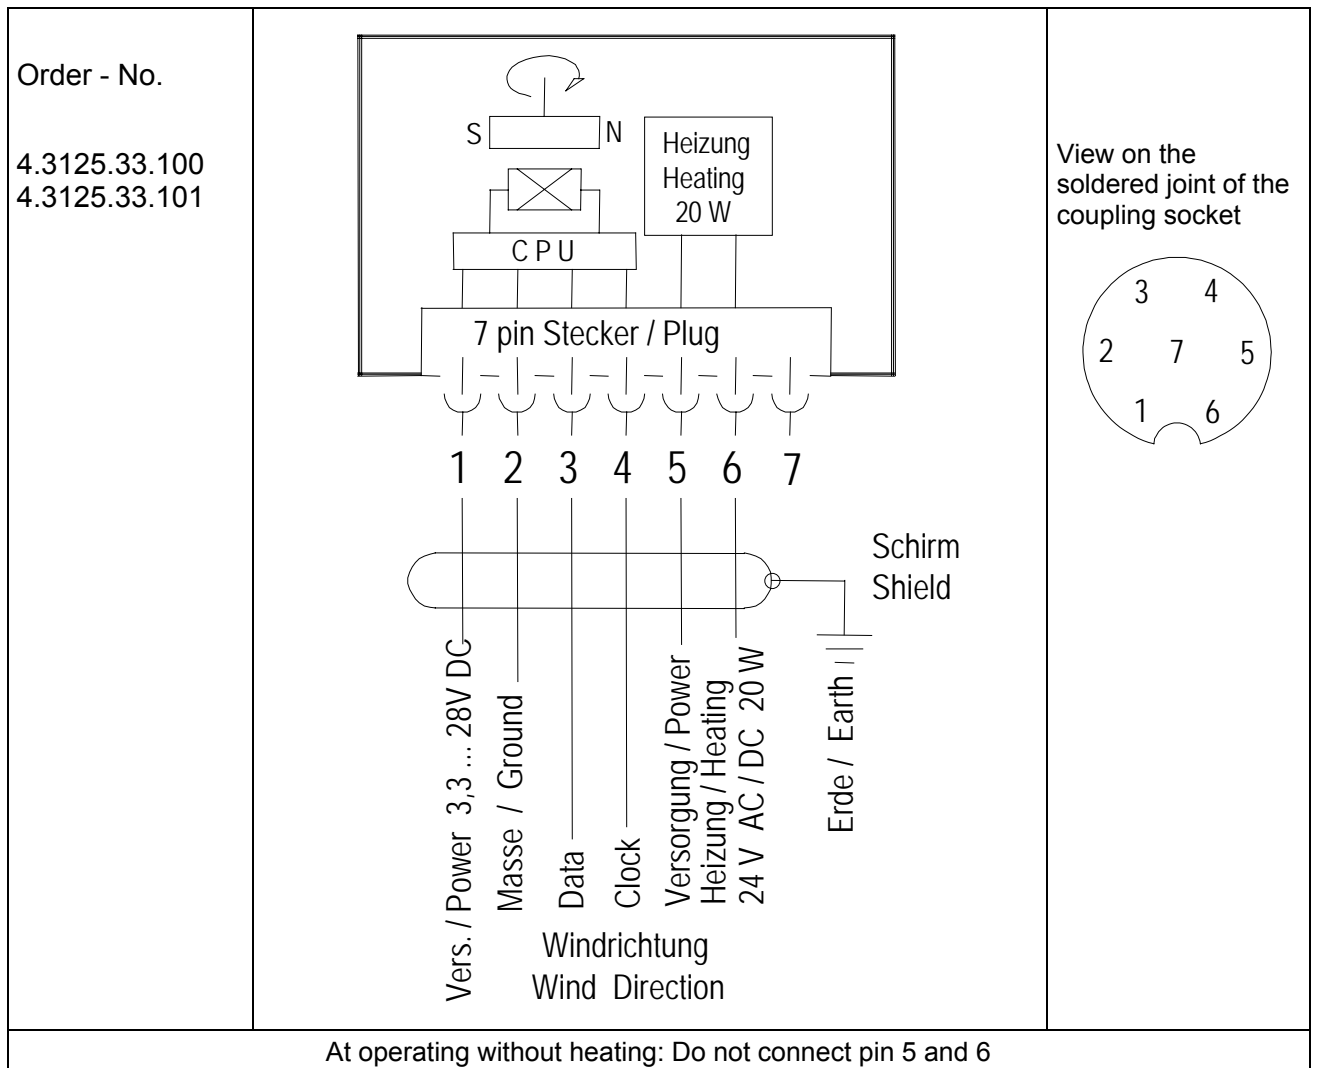 Order - No.
4.3125.33.100
4.3125.33.101
S N
Heizung
Heating
20 W
C P U
7 pin Stecker / Plug
1 2 3 4 5 6 7
Schirm
Shield
Vers. / Power 3,3 ... 28V DC
Masse / Ground
Data
Clock
Versorgung / Power
Heizung / Heating
24 V AC / DC 20 W
Erde / Earth
Windrichtung
Wind Direction
View on the
soldered joint of the
coupling socket
3 4
2 7 5
1 6
At operating without heating: Do not connect pin 5 and 6